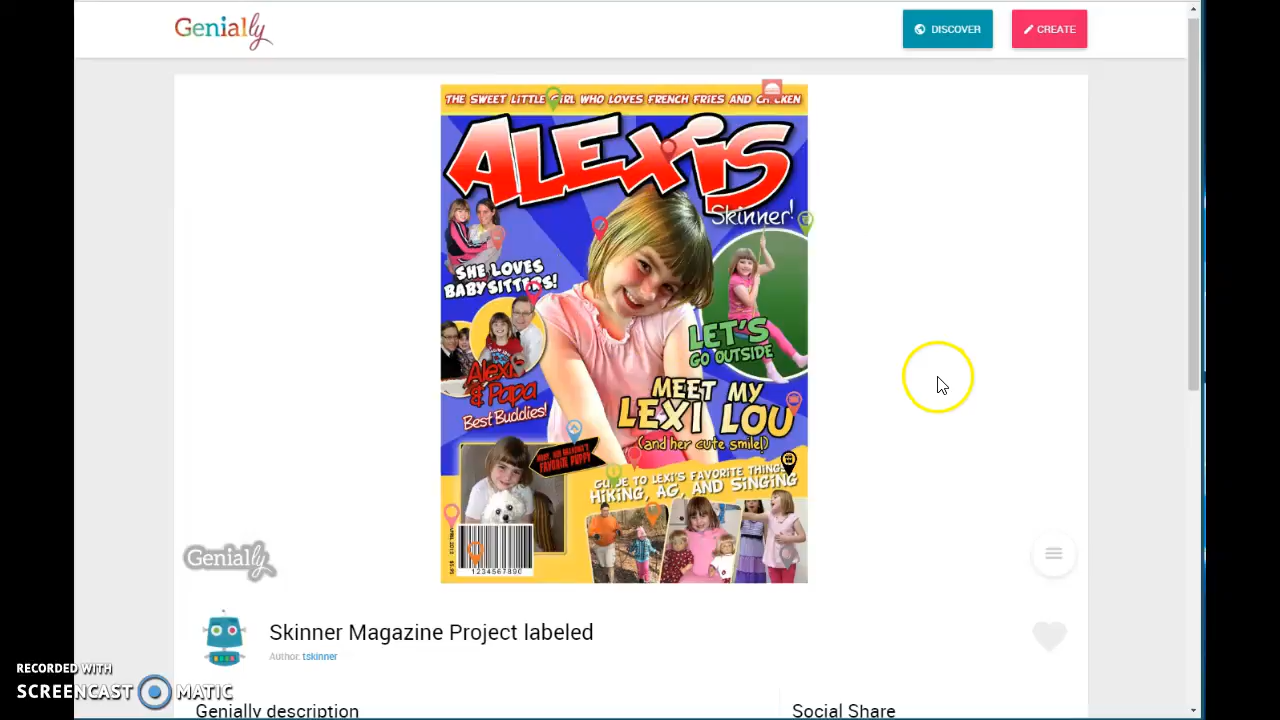 Genially
DISCOVER
CREATE
THE SWEET LITTLE GIRL WHO LOVES FRENCH FRIES AND CHICKEN
ALEXIS
Skinner!
SHE LOVES
BABYSITTERS!
LET'S
GO OUTSIDE
Alexis
& Papa
Best Buddies!
MEET MY
LEXI LOU
(and her cute smile!)
FAVORITE PUPPY
GUIDE TO LEXI'S FAVORITE THINGS
HIKING, AG, AND SINGING
1234567890
Genially
Skinner Magazine Project labeled
Author: tskinner
RECORDED WITH
SCREENCAST MATIC
Genially description
Social Share